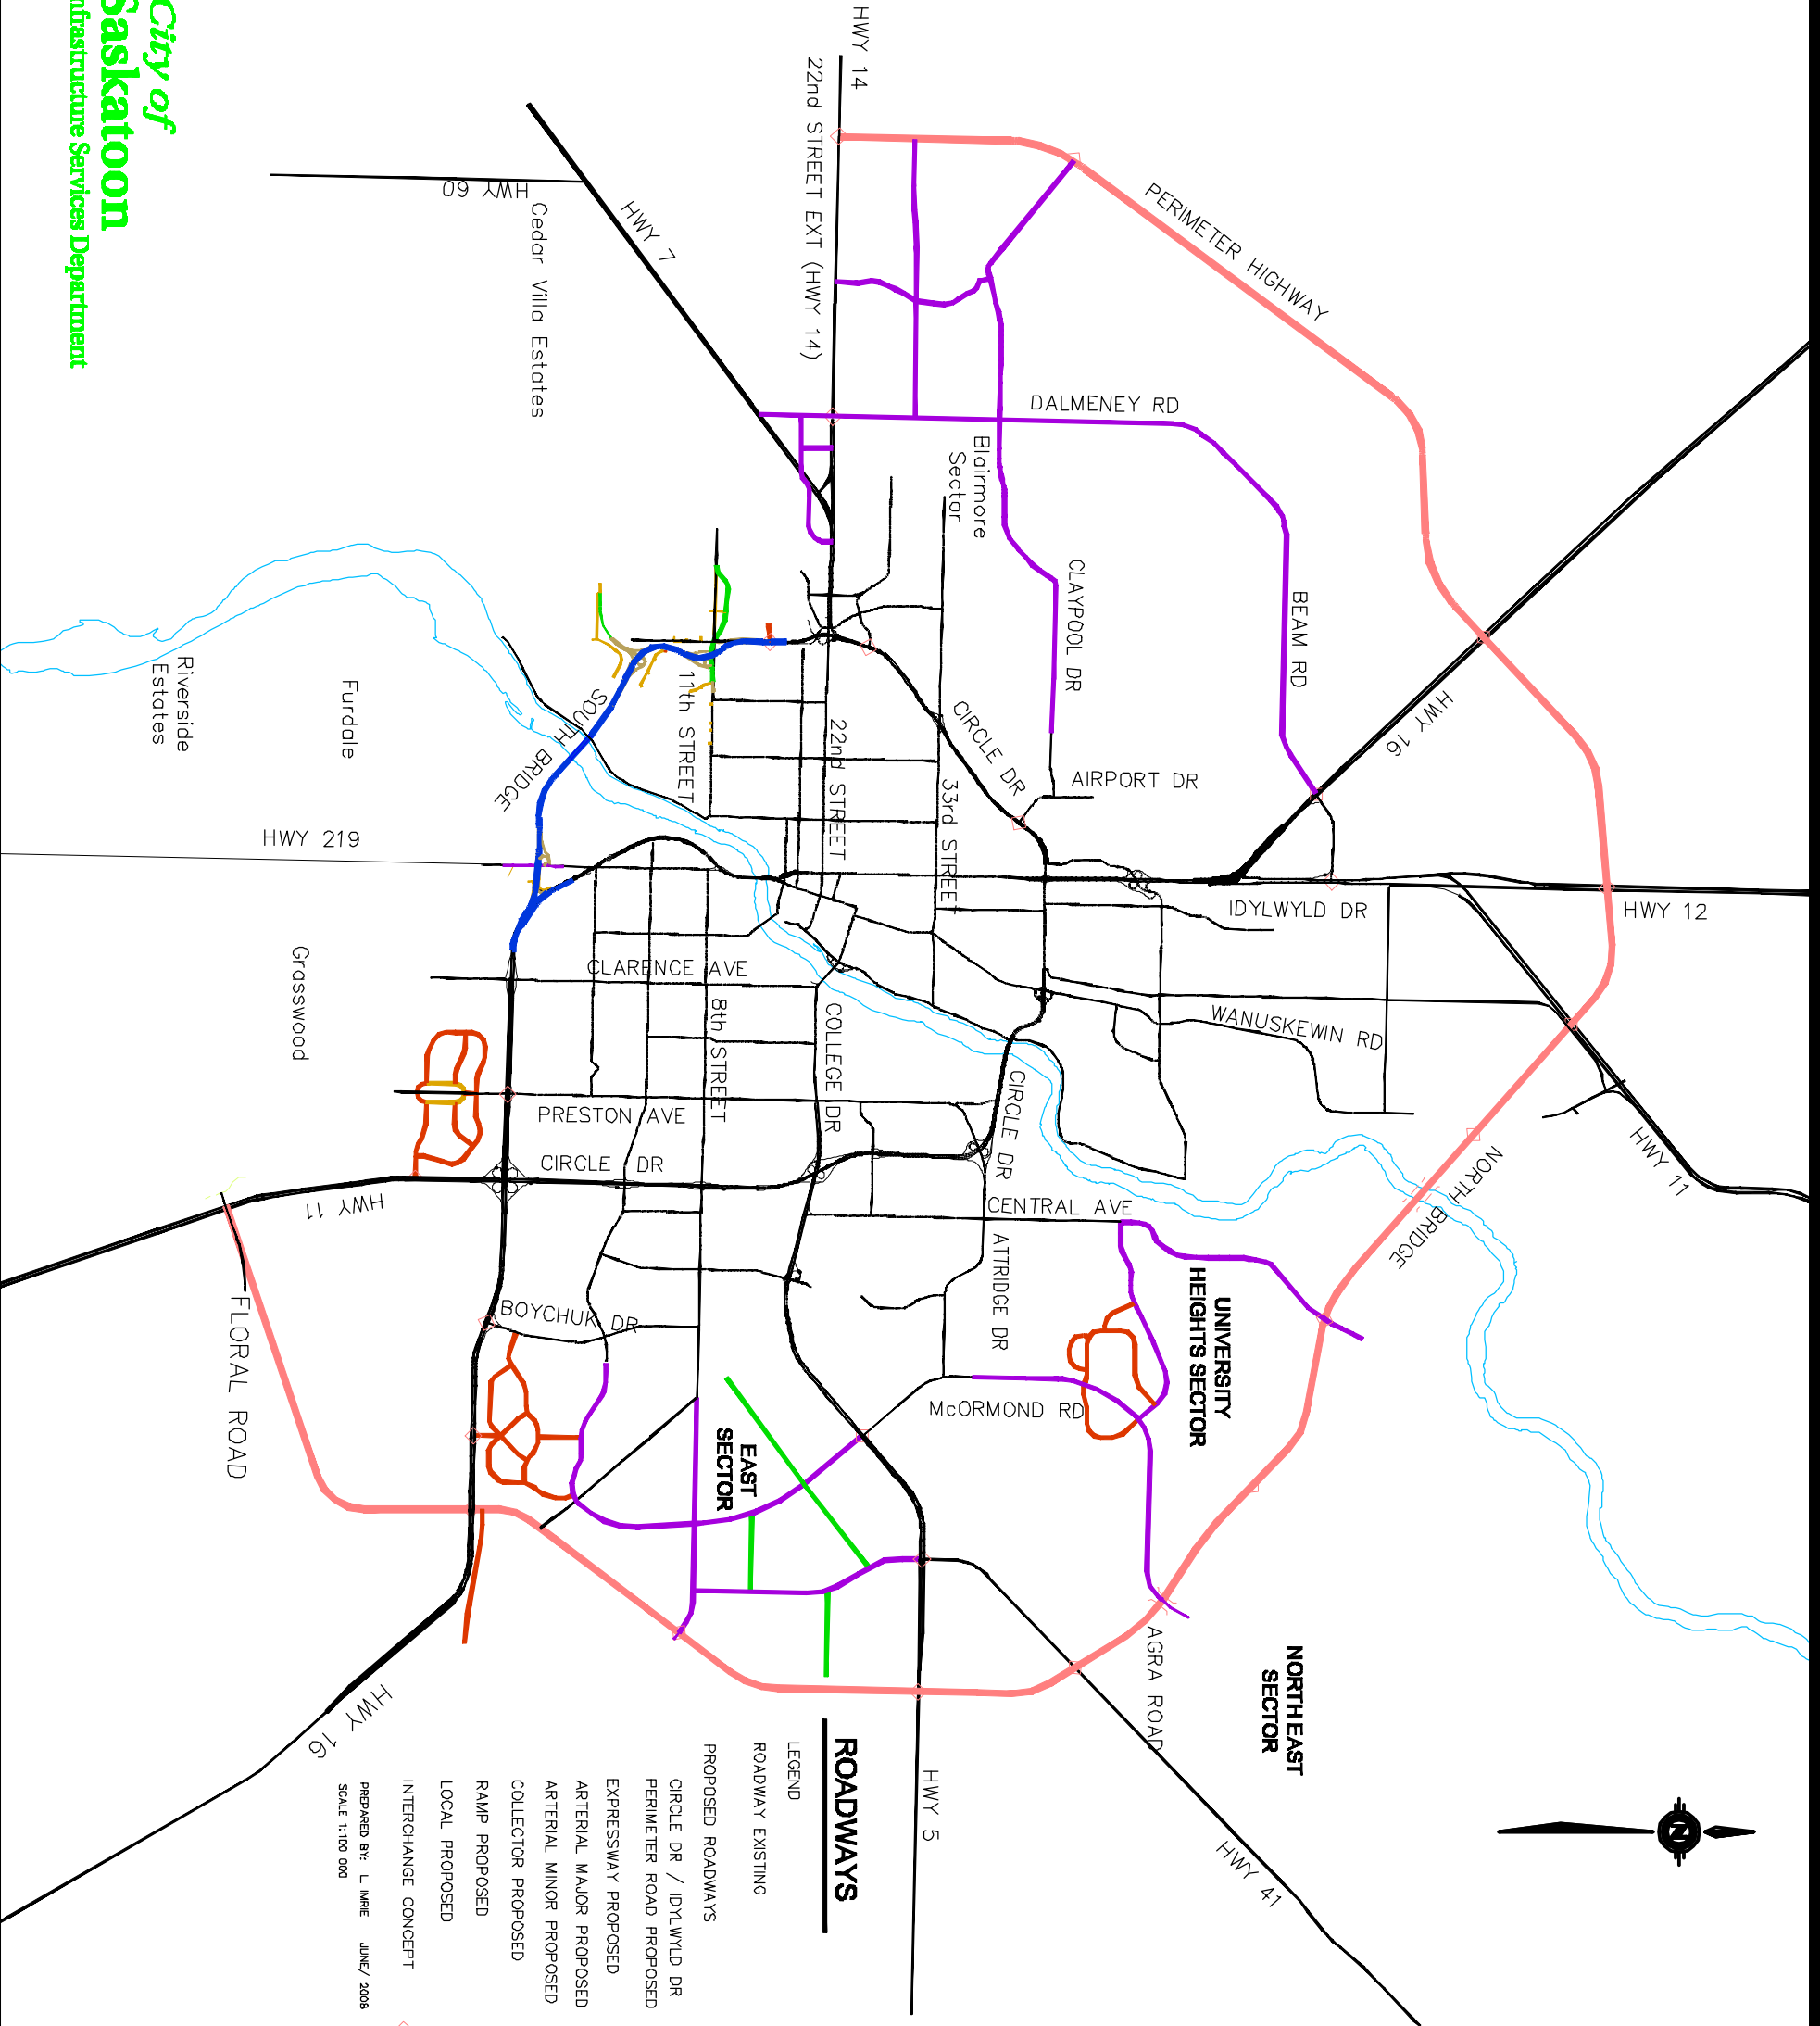 City of
Saskatoon
nfrastructure Services Department
HWY 14
22nd STREET EXT (HWY 14)
HWY 60
Cedar Villa Estates
HWY 7
PERIMETER HIGHWAY
DALMENEY RD
Blairmore
Sector
CLAYPOOL DR
BEAM RD
HWY 16
Riverside
Estates
Furdale
SOUTH BRIDGE
11th STREET
22nd STREET
CIRCLE DR
33rd STREET
AIRPORT DR
HWY 219
IDYLWYLD DR
HWY 12
Grasswood
CLARENCE AVE
8th STREET
COLLEGE DR
WANUSKEWIN RD
PRESTON AVE
CIRCLE DR
CIRCLE DR
HWY 11
NORTH BRIDGE
HWY 11
CENTRAL AVE
ATTRIDGE DR
UNIVERSITY
HEIGHTS SECTOR
FLORAL ROAD
BOYCHUK DR
McORMOND RD
EAST
SECTOR
AGRA ROAD
NORTH EAST
SECTOR
HWY 16
HWY 5
HWY 41
N
ROADWAYS
LEGEND
ROADWAY EXISTING
PROPOSED ROADWAYS
CIRCLE DR / IDYLWYLD DR
PERIMETER ROAD PROPOSED
EXPRESSWAY PROPOSED
ARTERIAL MAJOR PROPOSED
ARTERIAL MINOR PROPOSED
COLLECTOR PROPOSED
RAMP PROPOSED
LOCAL PROPOSED
INTERCHANGE CONCEPT
PREPARED BY: L. IMRIE JUNE/ 2008
SCALE 1:100 000